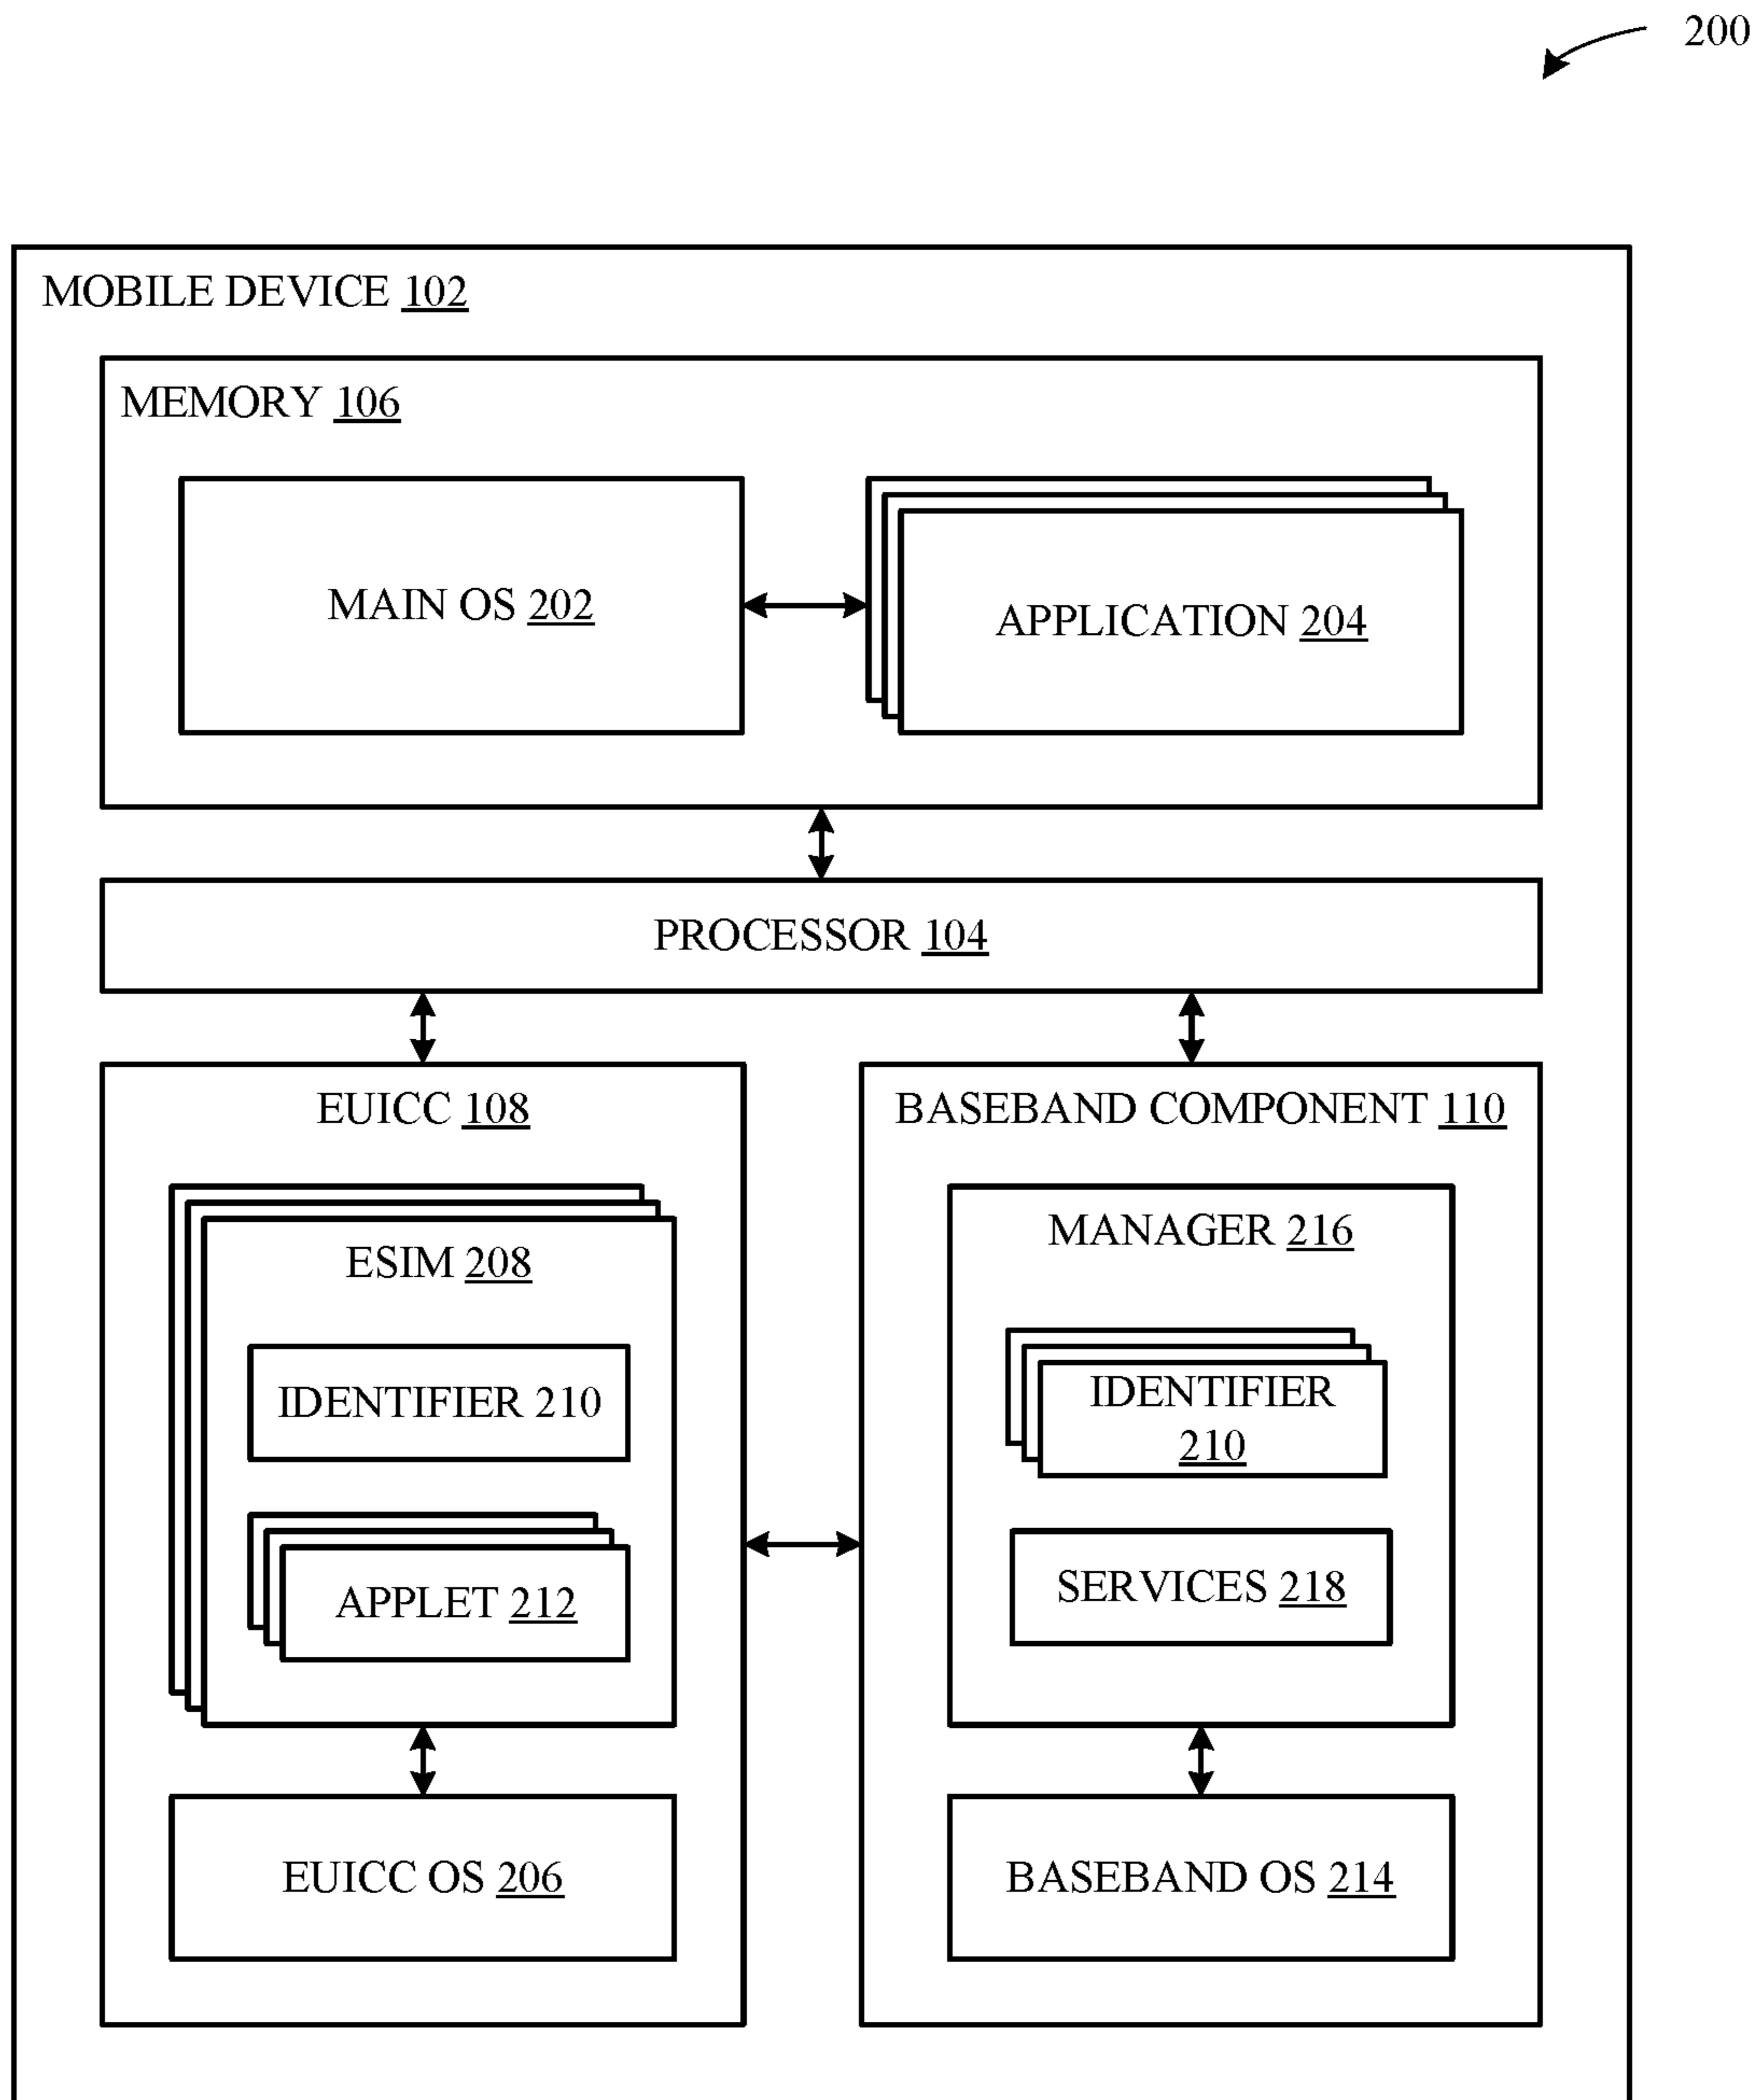 200
MOBILE DEVICE 102
MEMORY 106
MAIN OS 202
APPLICATION 204
PROCESSOR 104
EUICC 108
BASEBAND COMPONENT 110
ESIM 208
MANAGER 216
IDENTIFIER 210
IDENTIFIER
210
APPLET 212
SERVICES 218
EUICC OS 206
BASEBAND OS 214